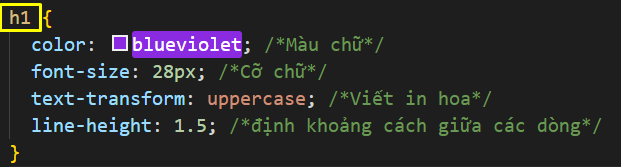 h1 {
color: blueviolet; /*Màu chữ*/
font-size: 28px; /*Cỡ chữ*/
text-transform: uppercase; /*Viết in hoa*/
line-height: 1.5; /*định khoảng cách giữa các dòng*/
}